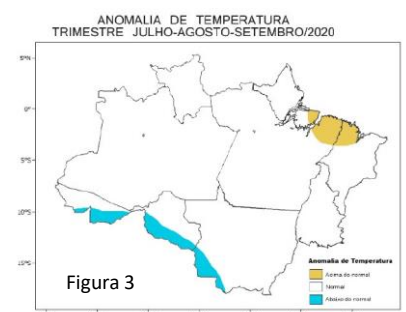 ANOMALIA DE TEMPERATURA
TRIMESTRE JULHO-AGOSTO-SETEMBRO/2020
5°N
0°
5°S
10°S
15°S
Anomalia de Temperatura
Acima do normal
Normal
Abaixo do normal
Figura 3